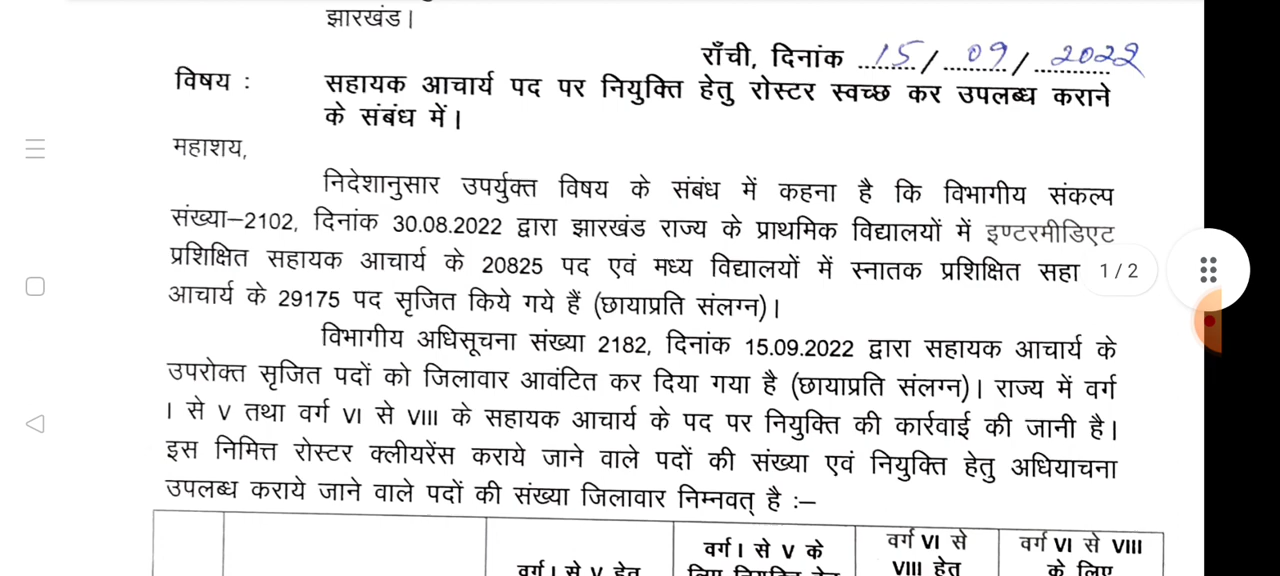 झारखंड।
राँची, दिनांक 15/ 09/ 2022
विषय : सहायक आचार्य पद पर नियुक्ति हेतु रोस्टर स्वच्छ कर उपलब्ध कराने
के संबंध में।
महाशय,
निदेशानुसार उपर्युक्त विषय के संबंध में कहना है कि विभागीय संकल्प
संख्या–2102, दिनांक 30.08.2022 द्वारा झारखंड राज्य के प्राथमिक विद्यालयों में इण्टरमीडिएट
प्रशिक्षित सहायक आचार्य के 20825 पद एवं मध्य विद्यालयों में स्नातक प्रशिक्षित सहा
1 / 2
आचार्य के 29175 पद सृजित किये गये हैं (छायाप्रति संलग्न)।
विभागीय अधिसूचना संख्या 2182, दिनांक 15.09.2022 द्वारा सहायक आचार्य के
उपरोक्त सृजित पदों को जिलावार आवंटित कर दिया गया है (छायाप्रति संलग्न)। राज्य में वर्ग
I से V तथा वर्ग VI से VIII के सहायक आचार्य के पद पर नियुक्ति की कार्रवाई की जानी है।
इस निमित्त रोस्टर क्लीयरेंस कराये जाने वाले पदों की संख्या एवं नियुक्ति हेतु अधियाचना
उपलब्ध कराये जाने वाले पदों की संख्या जिलावार निम्नवत् है :–
वर्ग I से V के वर्ग VI से वर्ग VI से VIII
वर्ग I से V हेतु लिए नियुक्ति हेतु VIII हेतु के लिए